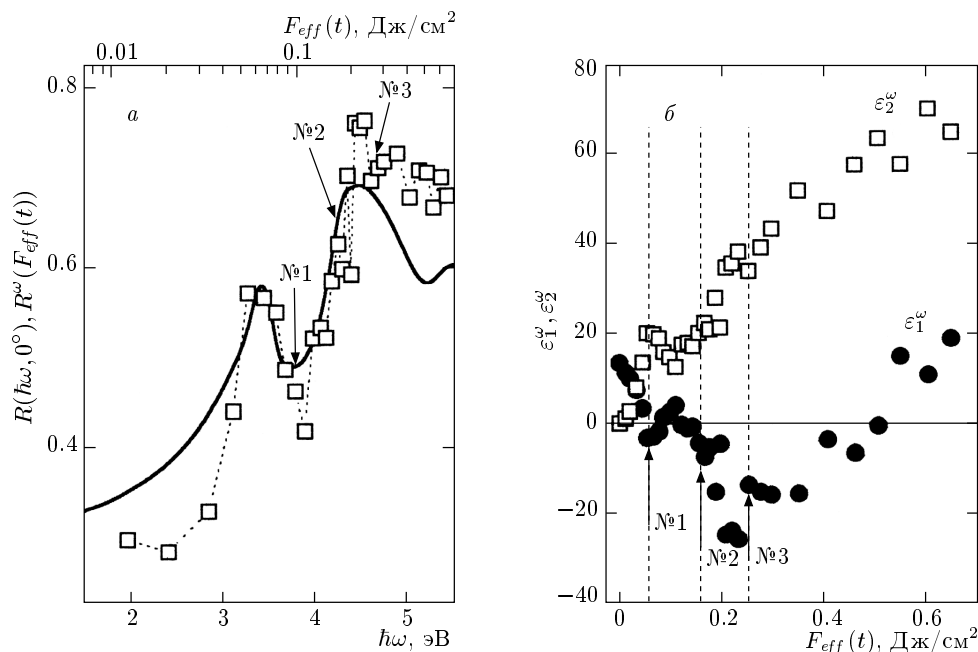 F_eff(t), Дж/см²
0.01 0.1
0.8
0.6
0.4
R(ℏω, 0°), R^ω(F_eff(t))
а
№1
№2
№3
2 3 4 5
ℏω, эВ
б
60
40
20
0
−20
−40
ε₁^ω, ε₂^ω
ε₂^ω
ε₁^ω
№1
№2
№3
0 0.2 0.4 0.6
F_eff(t), Дж/см²